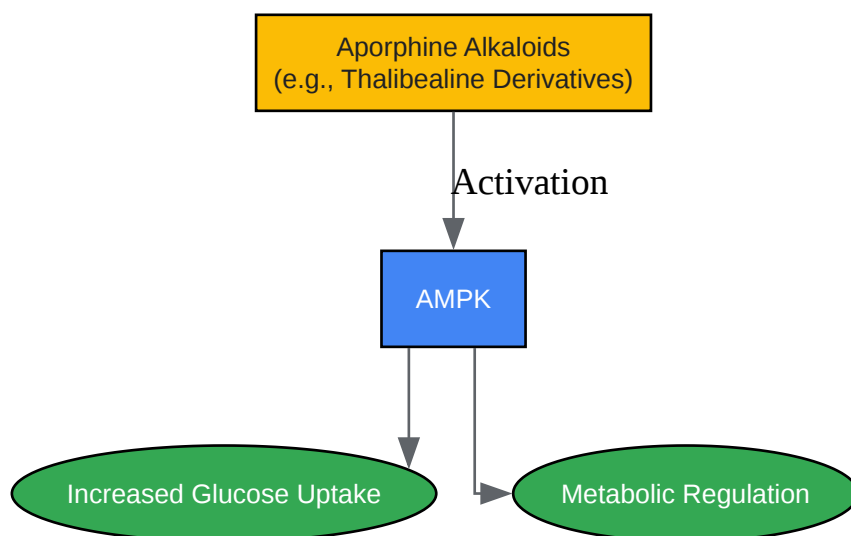 Aporphine Alkaloids
(e.g., Thalibealine Derivatives)
Activation
AMPK
Increased Glucose Uptake
Metabolic Regulation